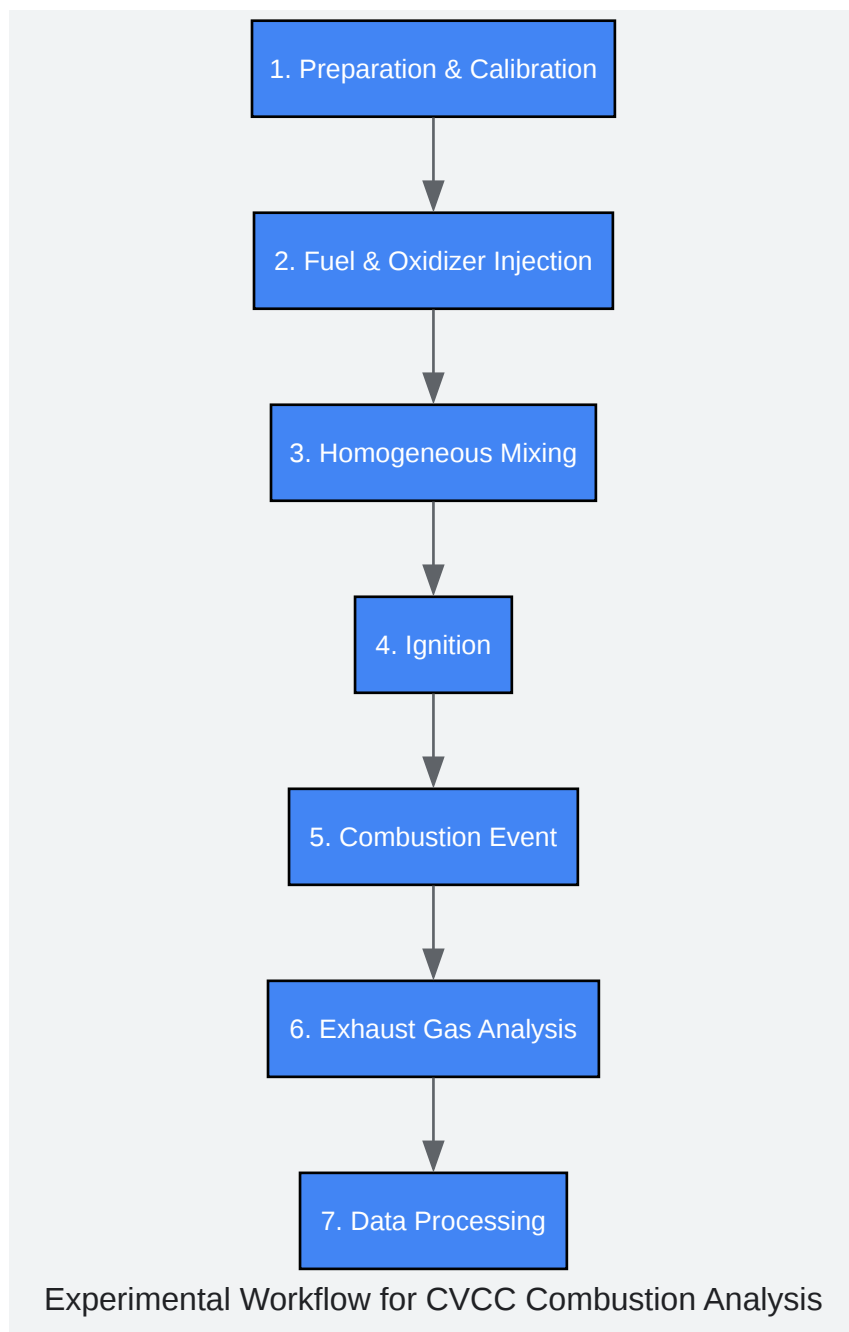 1. Preparation & Calibration
2. Fuel & Oxidizer Injection
3. Homogeneous Mixing
4. Ignition
5. Combustion Event
6. Exhaust Gas Analysis
7. Data Processing
Experimental Workflow for CVCC Combustion Analysis